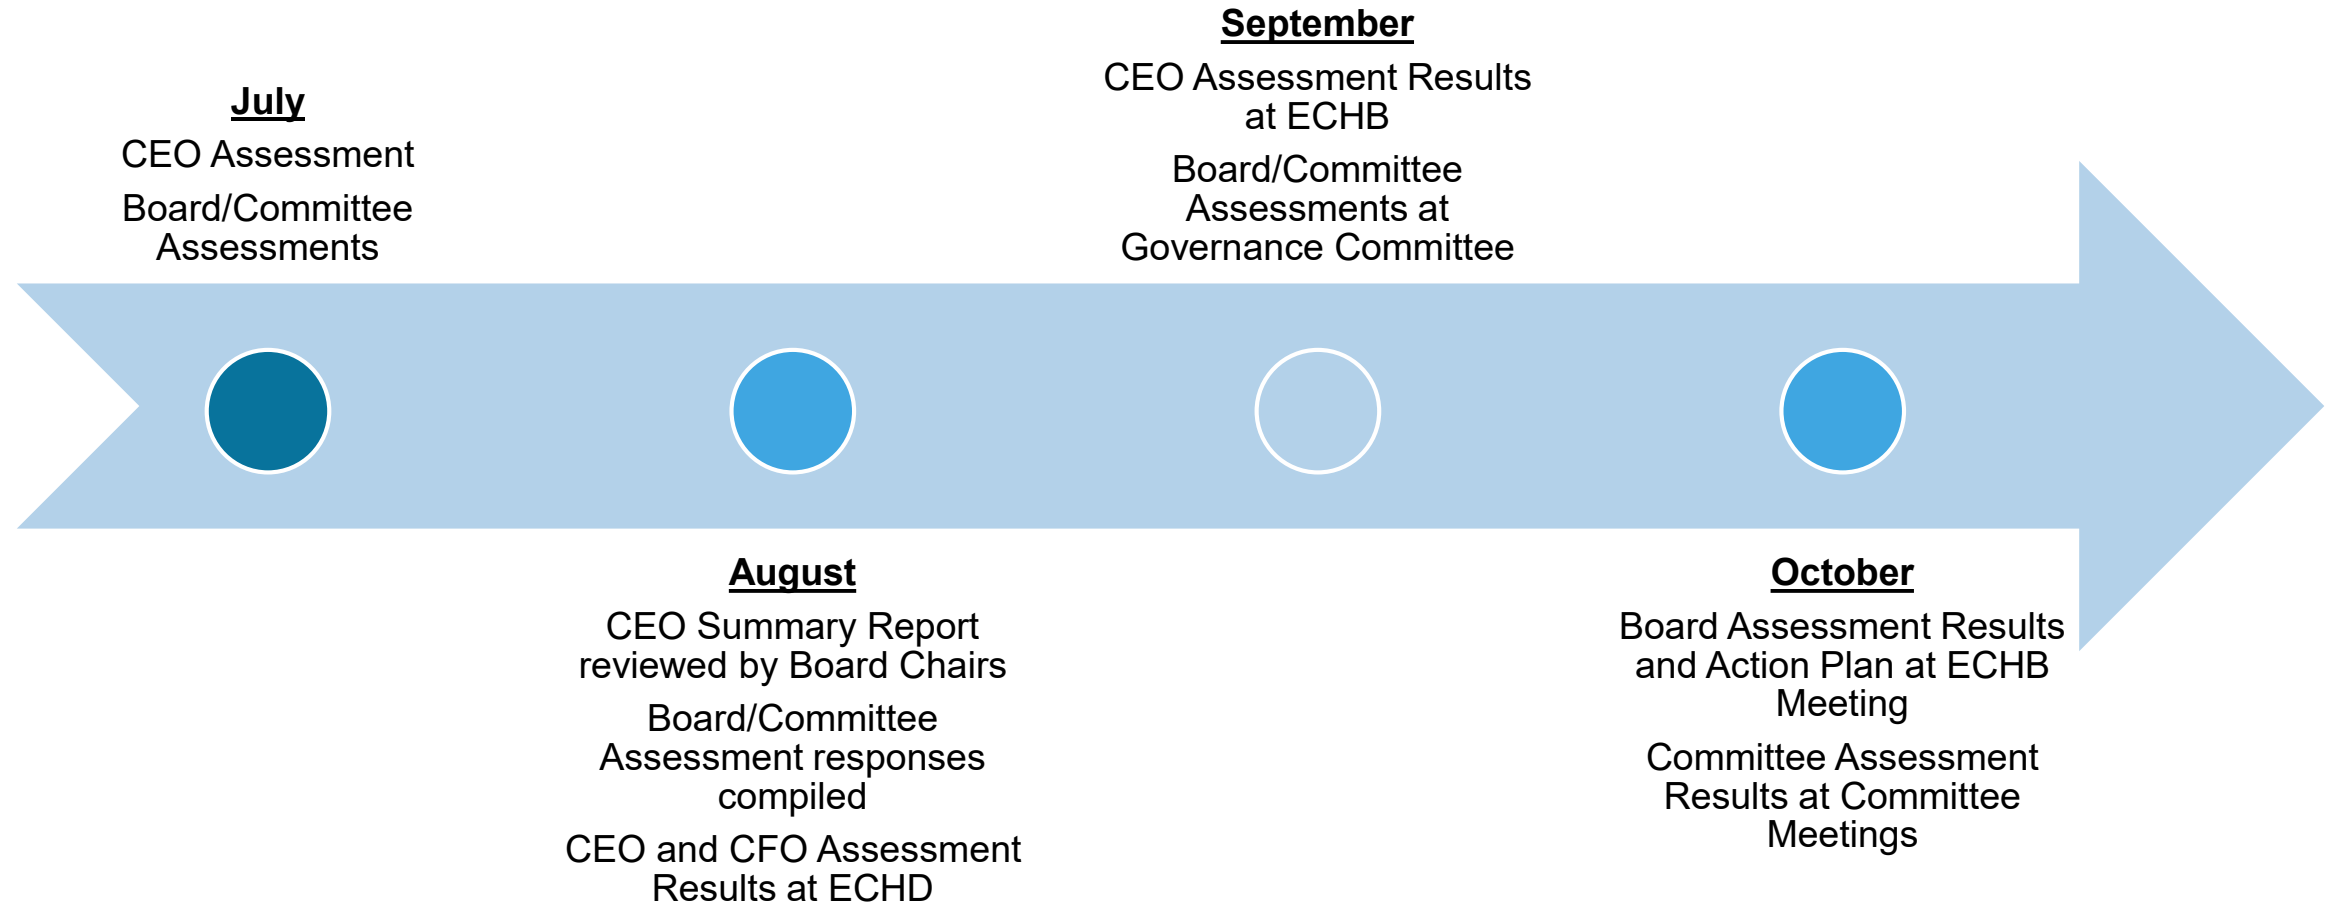 July
CEO Assessment
Board/Committee
Assessments
August
CEO Summary Report
reviewed by Board Chairs
Board/Committee
Assessment responses
compiled
CEO and CFO Assessment
Results at ECHD
September
CEO Assessment Results
at ECHB
Board/Committee
Assessments at
Governance Committee
October
Board Assessment Results
and Action Plan at ECHB
Meeting
Committee Assessment
Results at Committee
Meetings